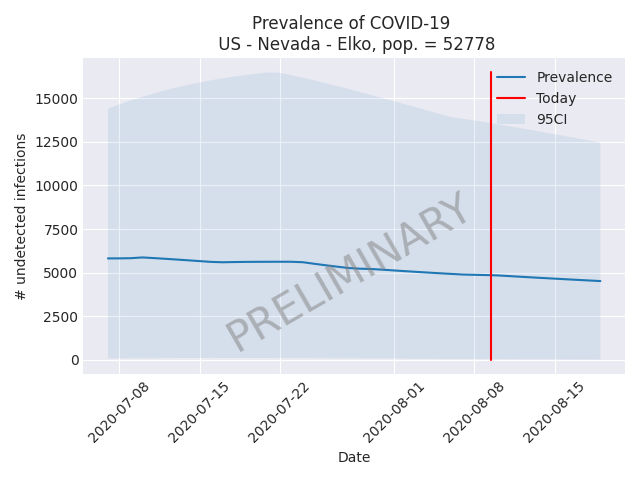 Prevalence of COVID-19
US - Nevada - Elko, pop. = 52778
Prevalence
Today
95CI
# undetected infections
15000
12500
10000
7500
5000
2500
0
PRELIMINARY
2020-07-08
2020-07-15
2020-07-22
2020-08-01
2020-08-08
2020-08-15
Date